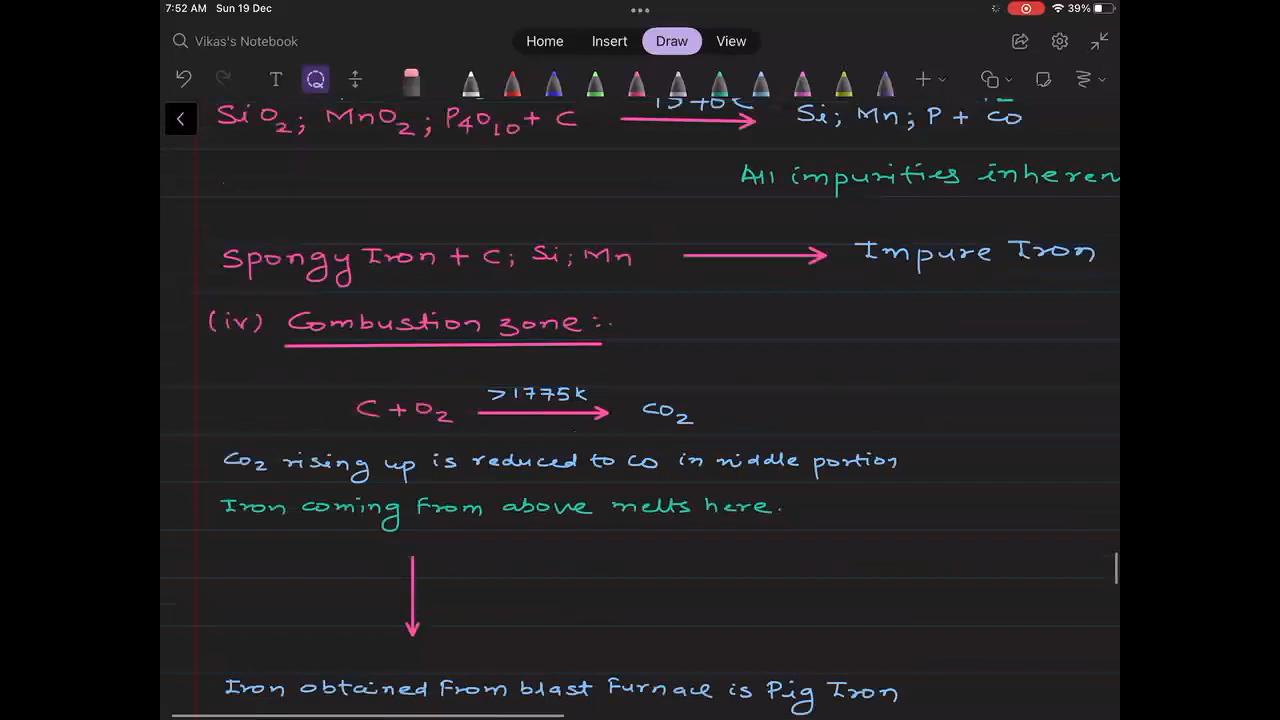 7:52 AM Sun 19 Dec
39%
Vikas's Notebook
Home Insert Draw View
SiO2; MnO2; P4O10 + C → Si; Mn; P + CO
All impurities inheren
Spongy Iron + C; Si; Mn → Impure Iron
(iv) Combustion zone:-
>1775K
C + O2 → CO2
CO2 rising up is reduced to CO in middle portion
Iron coming from above melts here.
↓
Iron obtained from blast furnace is Pig Iron